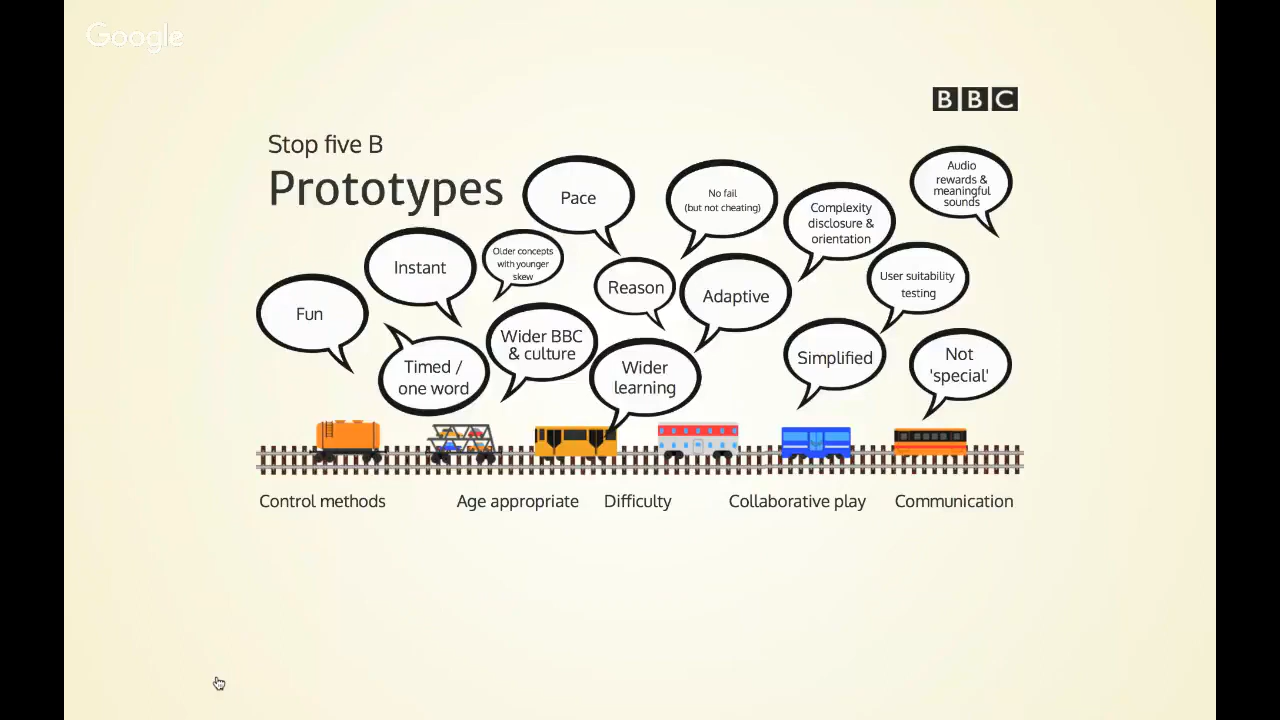 Google
BBC
Stop five B
Prototypes
Pace
No fail
(but not cheating)
Complexity
disclosure &
orientation
Audio
rewards &
meaningful
sounds
Instant
Older concepts
with younger
skew
Reason
Adaptive
User suitability
testing
Fun
Timed /
one word
Wider BBC
& culture
Wider
learning
Simplified
Not
'special'
Control methods
Age appropriate
Difficulty
Collaborative play
Communication